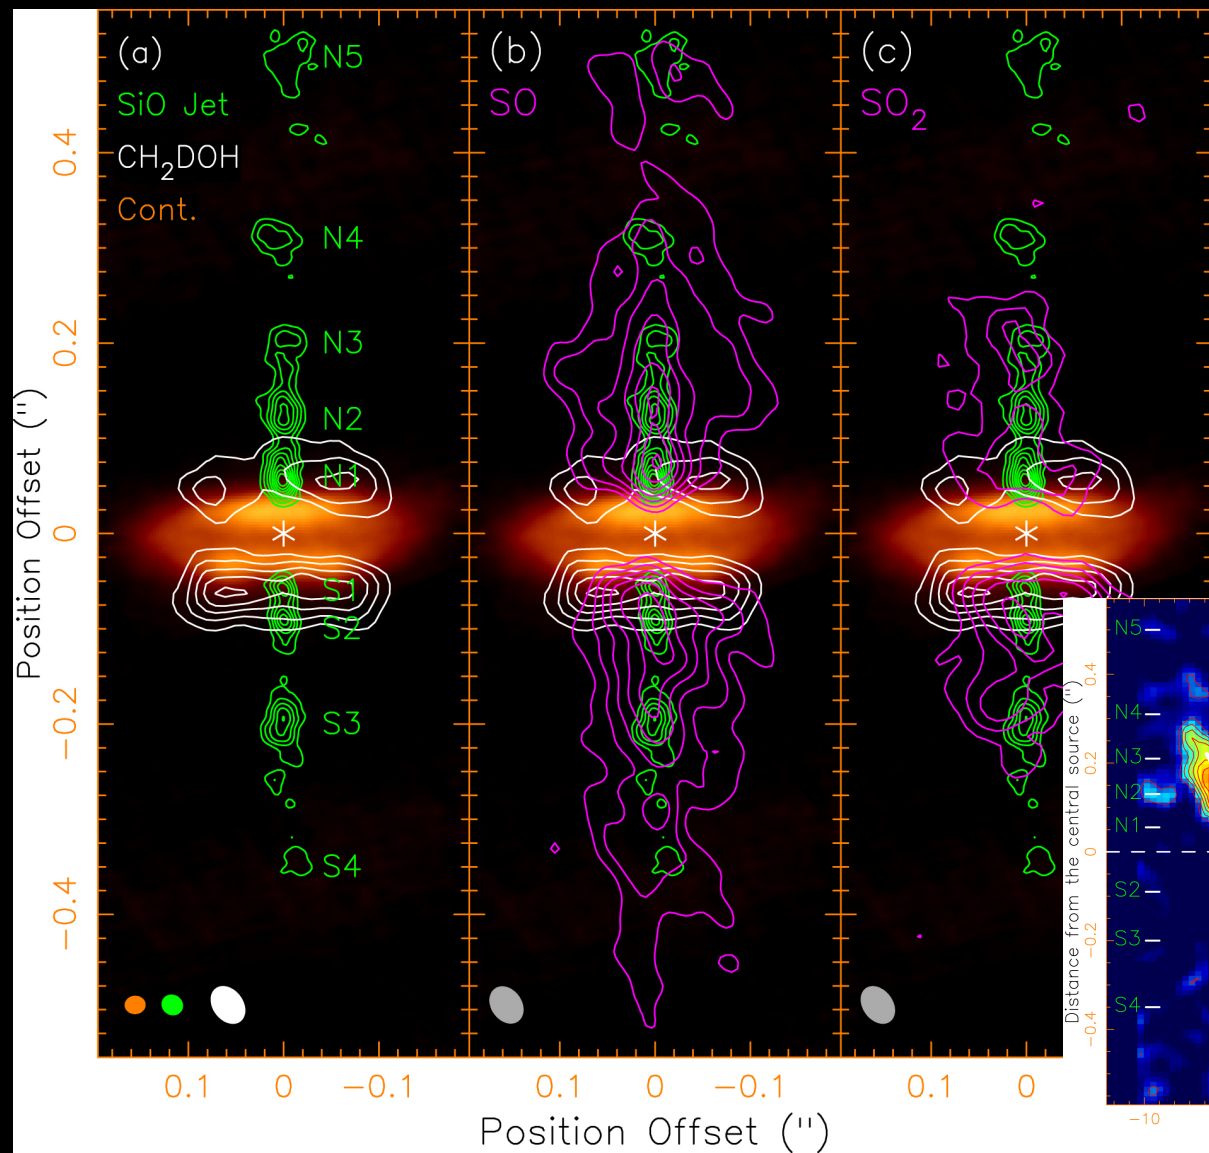 (a)
SiO Jet
CH₂DOH
Cont.
N5
N4
N3
N2
N1
S1
S2
S3
S4
(b)
SO
(c)
SO₂
Position Offset (")
0.4
0.2
0
−0.2
−0.4
0.1
0
−0.1
0.1
0
−0.1
0.1
0
Position Offset (")
Distance from the central source (")
0.4
0.2
0
−0.2
−0.4
N5
N4
N3
N2
N1
S2
S3
S4
−10